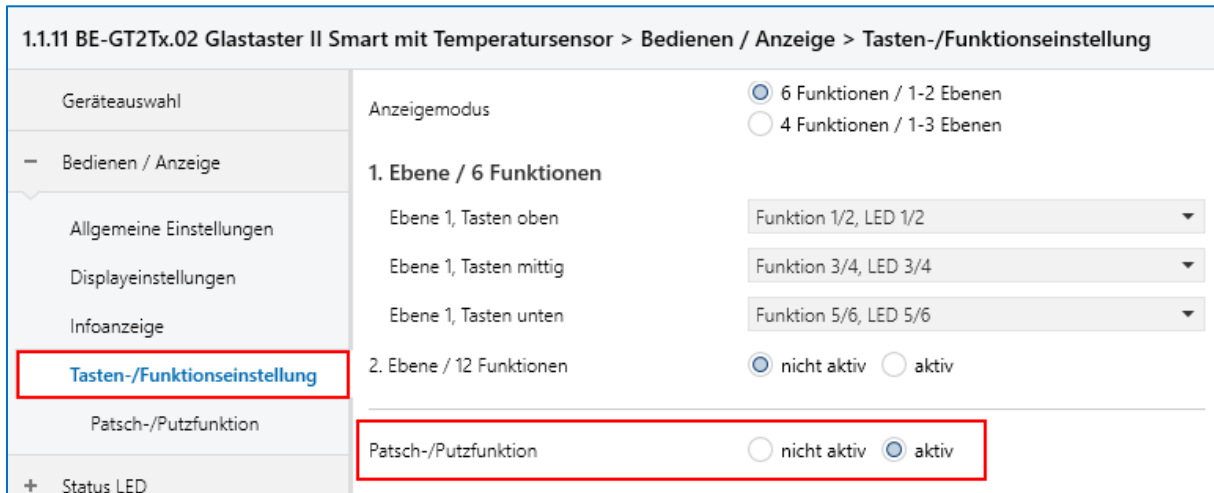 1.1.11 BE-GT2Tx.02 Glastaster II Smart mit Temperatursensor > Bedienen / Anzeige > Tasten-/Funktionseinstellung
Geräteauswahl
− Bedienen / Anzeige
Allgemeine Einstellungen
Displayeinstellungen
Infoanzeige
Tasten-/Funktionseinstellung
Patsch-/Putzfunktion
+ Status LED
Anzeigemodus
6 Funktionen / 1-2 Ebenen
4 Funktionen / 1-3 Ebenen
1. Ebene / 6 Funktionen
Ebene 1, Tasten oben Funktion 1/2, LED 1/2
Ebene 1, Tasten mittig Funktion 3/4, LED 3/4
Ebene 1, Tasten unten Funktion 5/6, LED 5/6
2. Ebene / 12 Funktionen nicht aktiv aktiv
Patsch-/Putzfunktion nicht aktiv aktiv